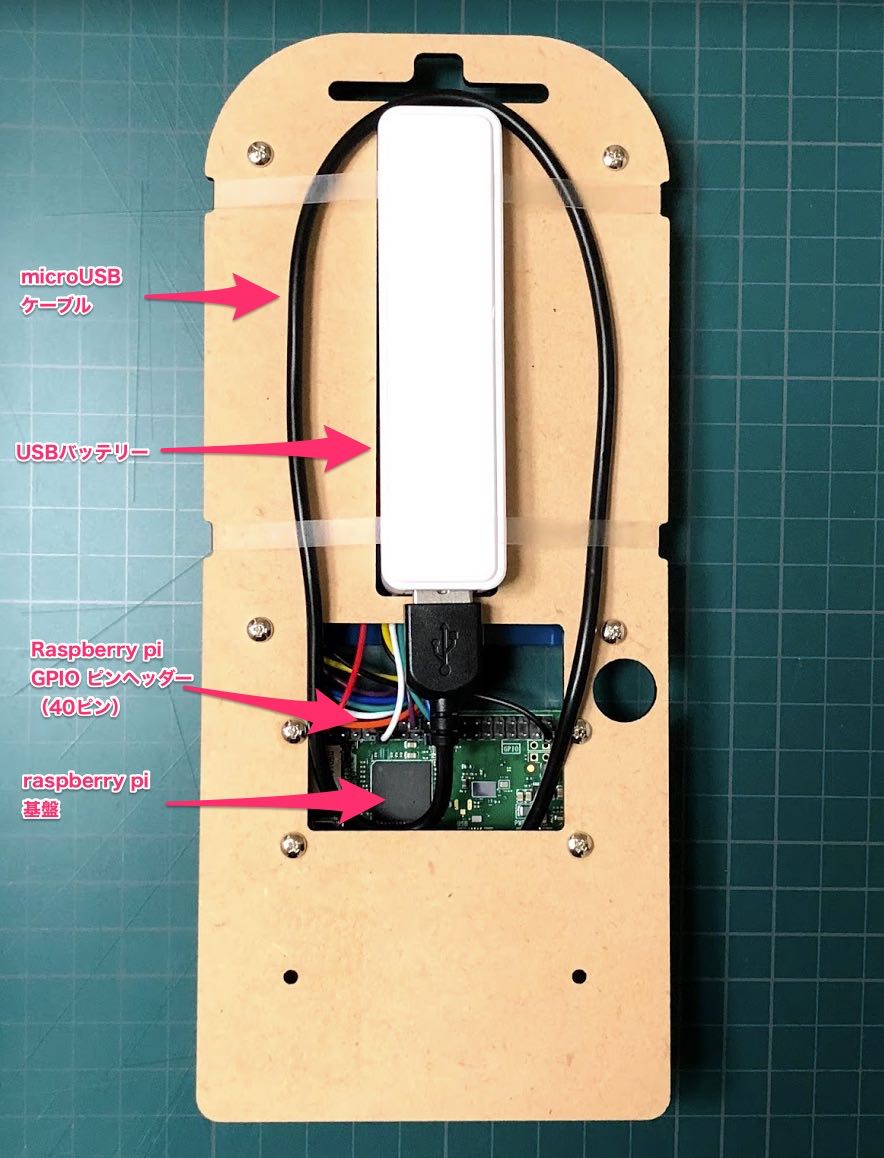 microUSB
ケーブル
USBバッテリー
Raspberry pi
GPIO ピンヘッダー
（40ピン）
GPIO
raspberry pi
基盤